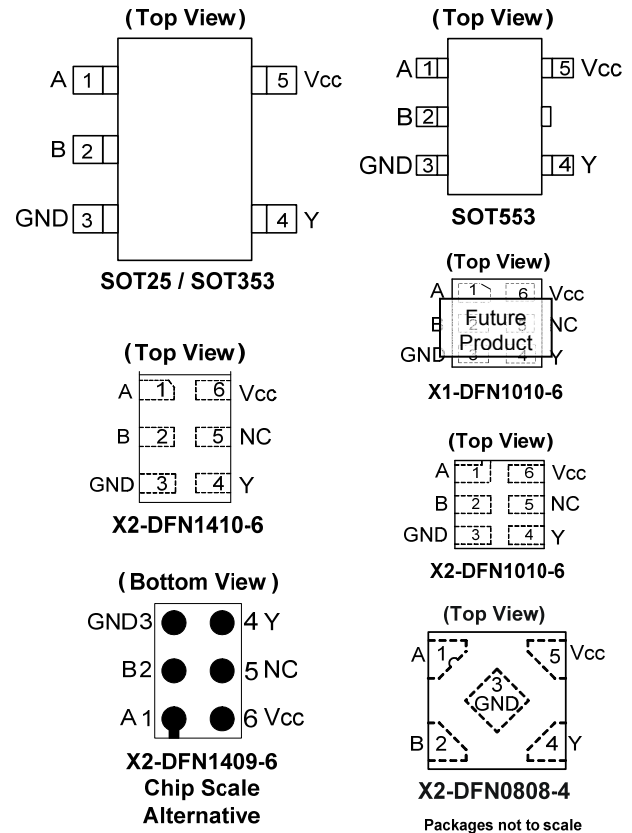 (Top View)
A 1 5 Vcc
B 2
GND 3 4 Y
SOT25 / SOT353
(Top View)
A 1 5 Vcc
B 2
GND 3 4 Y
SOT553
(Top View)
A 1 6 Vcc
B 2 5 NC
GND 3 4 Y
Future
Product
X1-DFN1010-6
(Top View)
A 1 6 Vcc
B 2 5 NC
GND 3 4 Y
X2-DFN1410-6
(Top View)
A 1 6 Vcc
B 2 5 NC
GND 3 4 Y
X2-DFN1010-6
(Bottom View)
GND3 4 Y
B2 5 NC
A 1 6 Vcc
X2-DFN1409-6
Chip Scale
Alternative
(Top View)
A 1 5 Vcc
3
GND
B 2 4 Y
X2-DFN0808-4
Packages not to scale